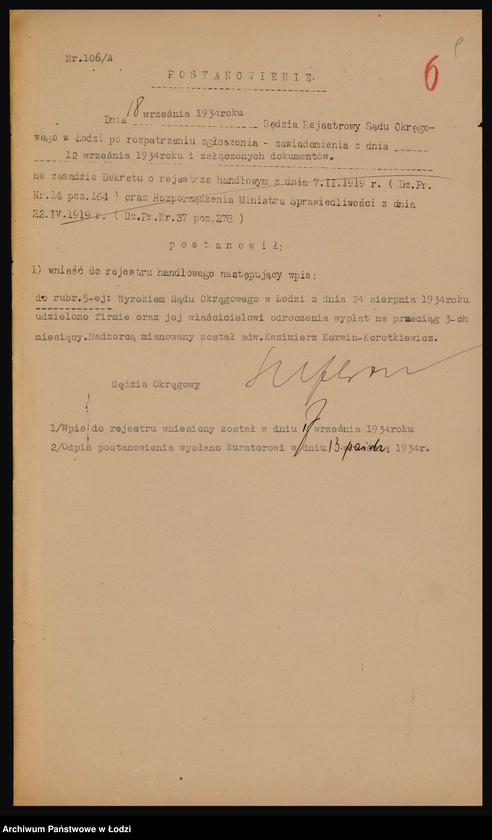 Nr.106/A
6
POSTANOWIENIE.
Dnia 18 września 1934roku Sędzia Rejestrowy Sądu Okręgo-
wego w Łodzi po rozpatrzeniu zgłoszenia - zawiadomienia z dnia
12 września 1934roku i załączonych dokumentów.
na zasadzie Dekretu o rejestrze handlowym z dnia 7.II.1919 r. ( Dz.Pr.
Nr.14 poz.164 ) oraz Rozporządzenia Ministra Sprawiedliwości z dnia
22.IV.1919 r. ( Dz.Pr.Nr.37 poz.278 )
postanowił:
1) wnieść do rejestru handlowego następujący wpis:
do rubr.5-ej: Wyrokiem Sądu Okręgowego w Łodzi z dnia 24 sierpnia 1934roku
udzielono firmie oraz jej właścicielowi odroczenia wypłat na przeciąg 3-ch
miesięcy.Nadzorcą mianowany został adw.Kazimierz Korwin-Korotkiewicz.
Sędzia Okręgowy
1/Wpis do rejestru wniesiony został w dniu września 1934roku
2/Odpis postanowienia wysłano kuratorowi w dniu 13 paźdz. 1934r.
Archiwum Państwowe w Łodzi